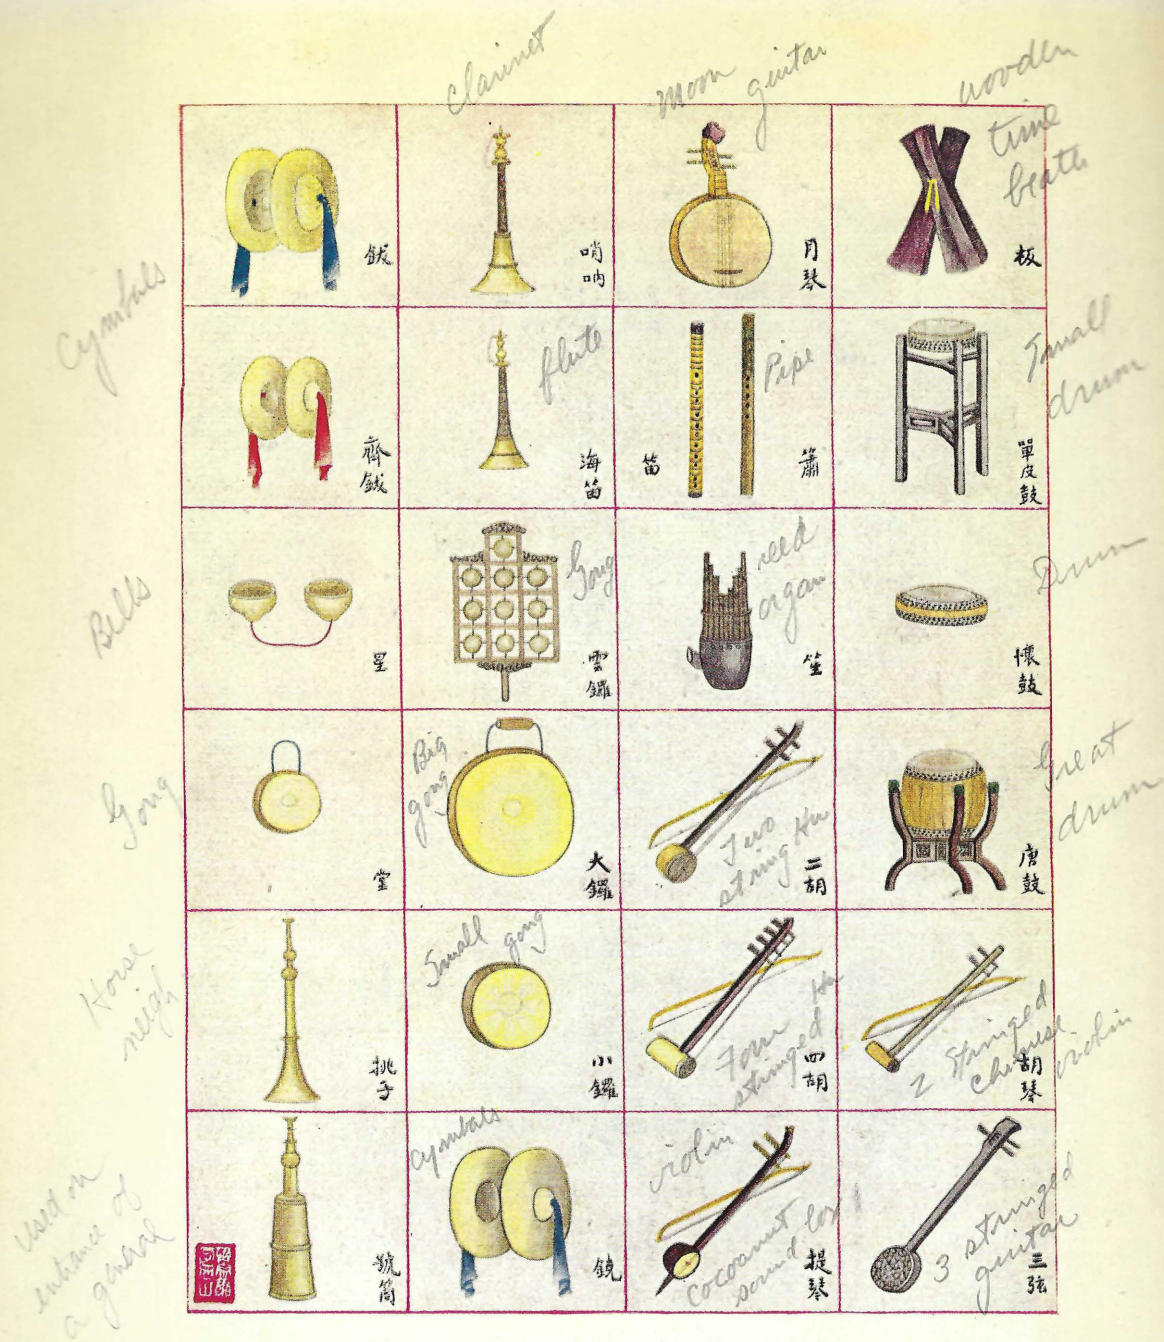 clarinet
moon guitar
wooden
time
beats
鈸
哨吶
月琴
板
Cymbals
齊鈸
flute
海笛
笛
Pipe
簫
Small
drum
單皮鼓
Bells
星
Gong
雲鑼
reed
organ
笙
Drum
懷鼓
Gong
堂
Big
gong
大鑼
Two
string Hu
二胡
Great
drum
唐鼓
Horse
neigh
挑子
Small gong
小鑼
Four
stringed Hu
四胡
2 Stringed
chinese
violin
胡琴
used on
entrance of
a general
號筒
cymbals
鐃
violin
cocoanut for
sound
提琴
3 stringed
guitar
三弦